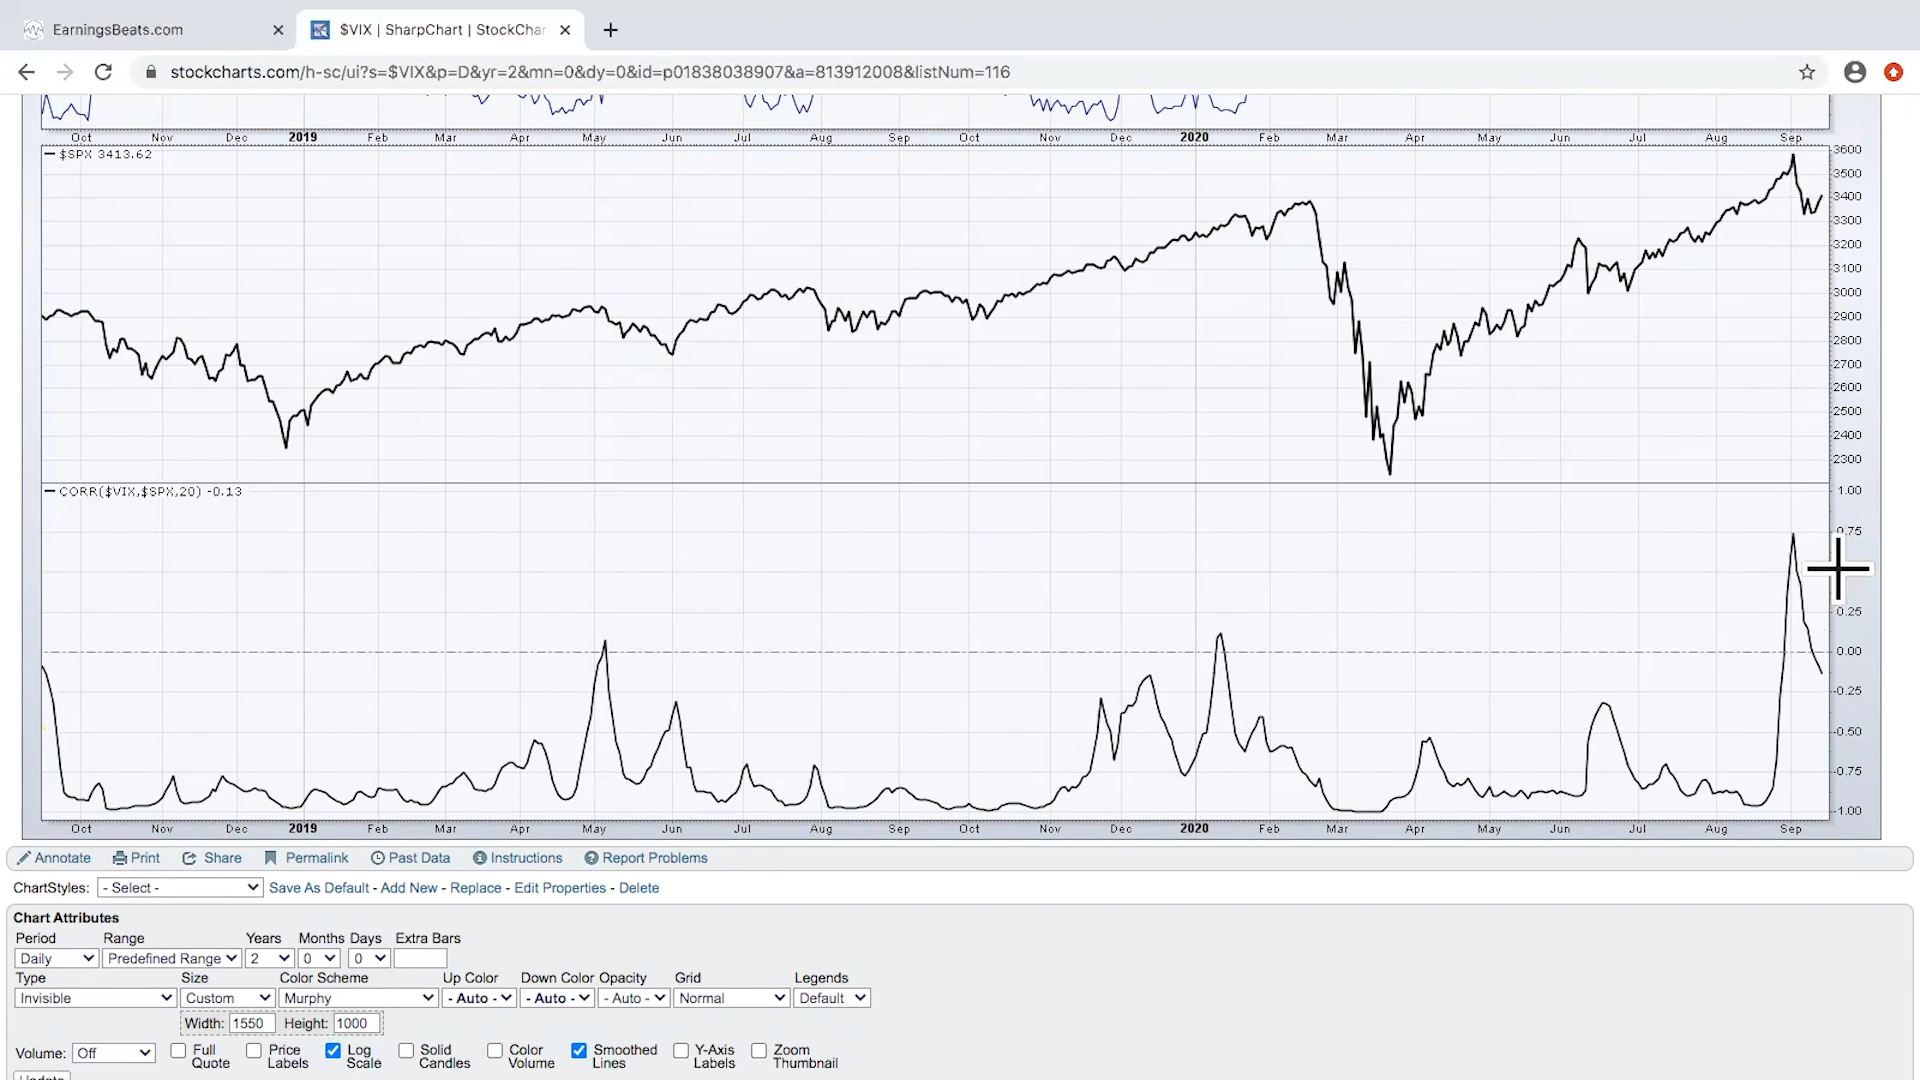 EarningsBeats.com
$VIX | SharpChart | StockChar
stockcharts.com/h-sc/ui?s=$VIX&p=D&yr=2&mn=0&dy=0&id=p01838038907&a=813912008&listNum=116
Oct Nov Dec 2019 Feb Mar Apr May Jun Jul Aug Sep Oct Nov Dec 2020 Feb Mar Apr May Jun Jul Aug Sep
$SPX 3413.62
3600
3500
3400
3300
3200
3100
3000
2900
2800
2700
2600
2500
2400
2300
CORR($VIX,$SPX,20) -0.13
1.00
0.75
0.25
0.00
-0.25
-0.50
-0.75
-1.00
Oct Nov Dec 2019 Feb Mar Apr May Jun Jul Aug Sep Oct Nov Dec 2020 Feb Mar Apr May Jun Jul Aug Sep
Annotate Print Share Permalink Past Data Instructions Report Problems
ChartStyles: - Select - Save As Default - Add New - Replace - Edit Properties - Delete
Chart Attributes
Period Range Years Months Days Extra Bars
Daily Predefined Range 2 0 0
Type Size Color Scheme Up Color Down Color Opacity Grid Legends
Invisible Custom Murphy - Auto - - Auto - - Auto - Normal Default
Width: 1550 Height: 1000
Volume: Off Full Quote Price Labels Log Scale Solid Candles Color Volume Smoothed Lines Y-Axis Labels Zoom Thumbnail
Update